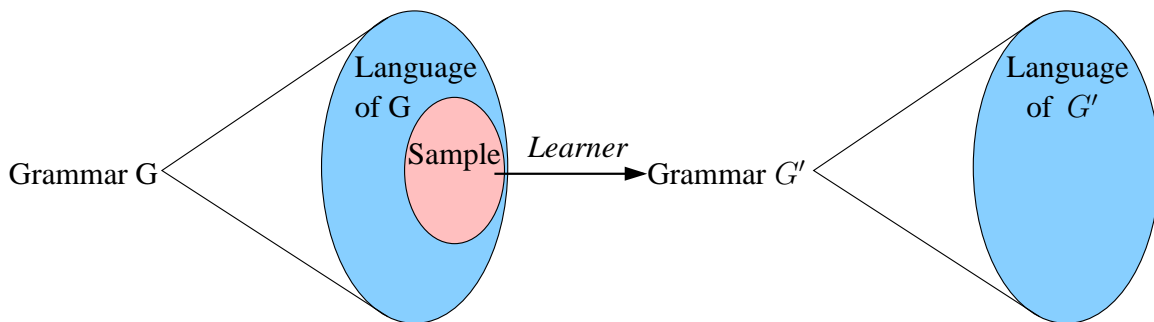 Language
of G
Sample
Learner
Grammar G
Grammar G′
Language
of G′